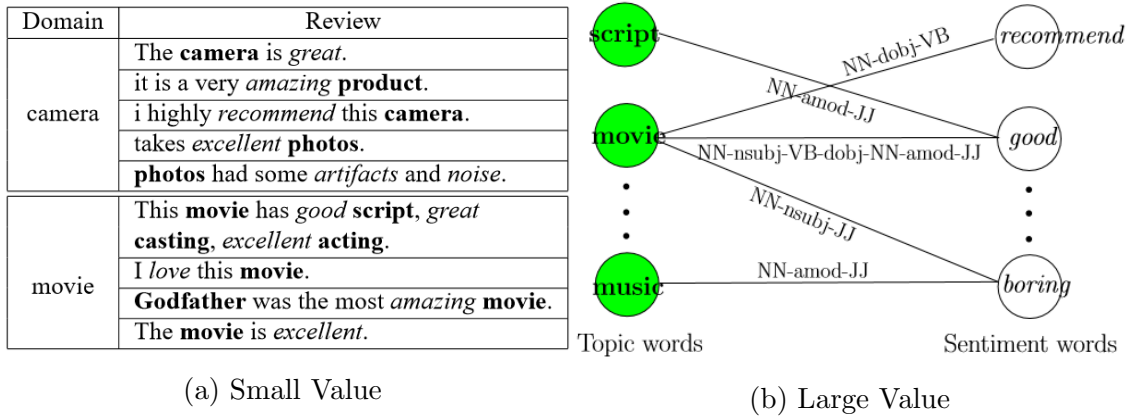 Domain Review
camera
The camera is great.
it is a very amazing product.
i highly recommend this camera.
takes excellent photos.
photos had some artifacts and noise.
movie
This movie has good script, great
casting, excellent acting.
I love this movie.
Godfather was the most amazing movie.
The movie is excellent.
(a) Small Value
script
recommend
NN-dobj-VB
NN-amod-JJ
movie
good
NN-nsubj-VB-dobj-NN-amod-JJ
NN-nsubj-JJ
NN-amod-JJ
music
boring
Topic words
Sentiment words
(b) Large Value